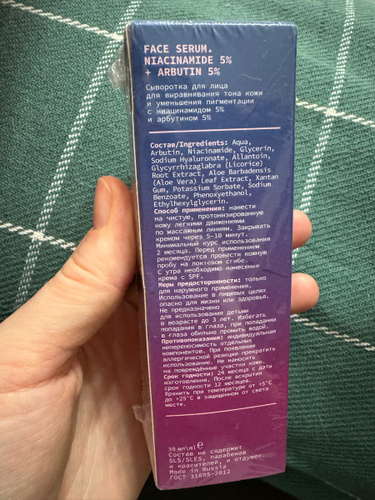 FACE SERUM.
NIACINAMIDE 5%
+ ARBUTIN 5%
Сыворотка для лица
для выравнивания тона кожи
и уменьшения пигментации
с ниацинамидом 5%
и арбутином 5%
Состав/Ingredients: Aqua,
Arbutin, Niacinamide, Glycerin,
Sodium Hyaluronate, Allantoin,
Glycyrrhizaglabra (Licorice)
Root Extract, Aloe Barbadensis
(Aloe Vera) Leaf Extract, Xantan
Gum, Potassium Sorbate, Sodium
Benzoate, Phenoxyethanol,
Ethylhexylglycerin.
Способ применения: нанести
на чистую, протонизированную
кожу легкими движениями
по массажным линиям. Закрывать
кремом через 5-10 минут.
Минимальный курс использования
2 месяца. Перед применением
рекомендуется провести кожную
пробу на локтевом сгибе.
С утра необходимо нанесения
крема с SPF.
Меры предосторожности: только
для наружного применения.
Использование в пищевых целях
опасно для жизни или здоровья.
Не предназначено
для использования детьми
в возрасте до 3 лет. Избегать
попадания в глаза, при попадании
в глаза обильно промыть водой.
Противопоказания: индивидуальная
непереносимость отдельных
компонентов. При появлении
аллергической реакции прекратить
использование. Не наносить
на повреждённые участки кожи.
Срок годности: 24 месяца с даты
изготовления. После вскрытия
срок годности 12 месяцев.
Хранить при температуре от +5°C
до +25°C в защищенном от света
месте.
30 мл\ml ℮
Состав не содержит
SLS/SLES, парабенов
и красителей, и отдушек.
Made in Russia
ГОСТ 31695-2012